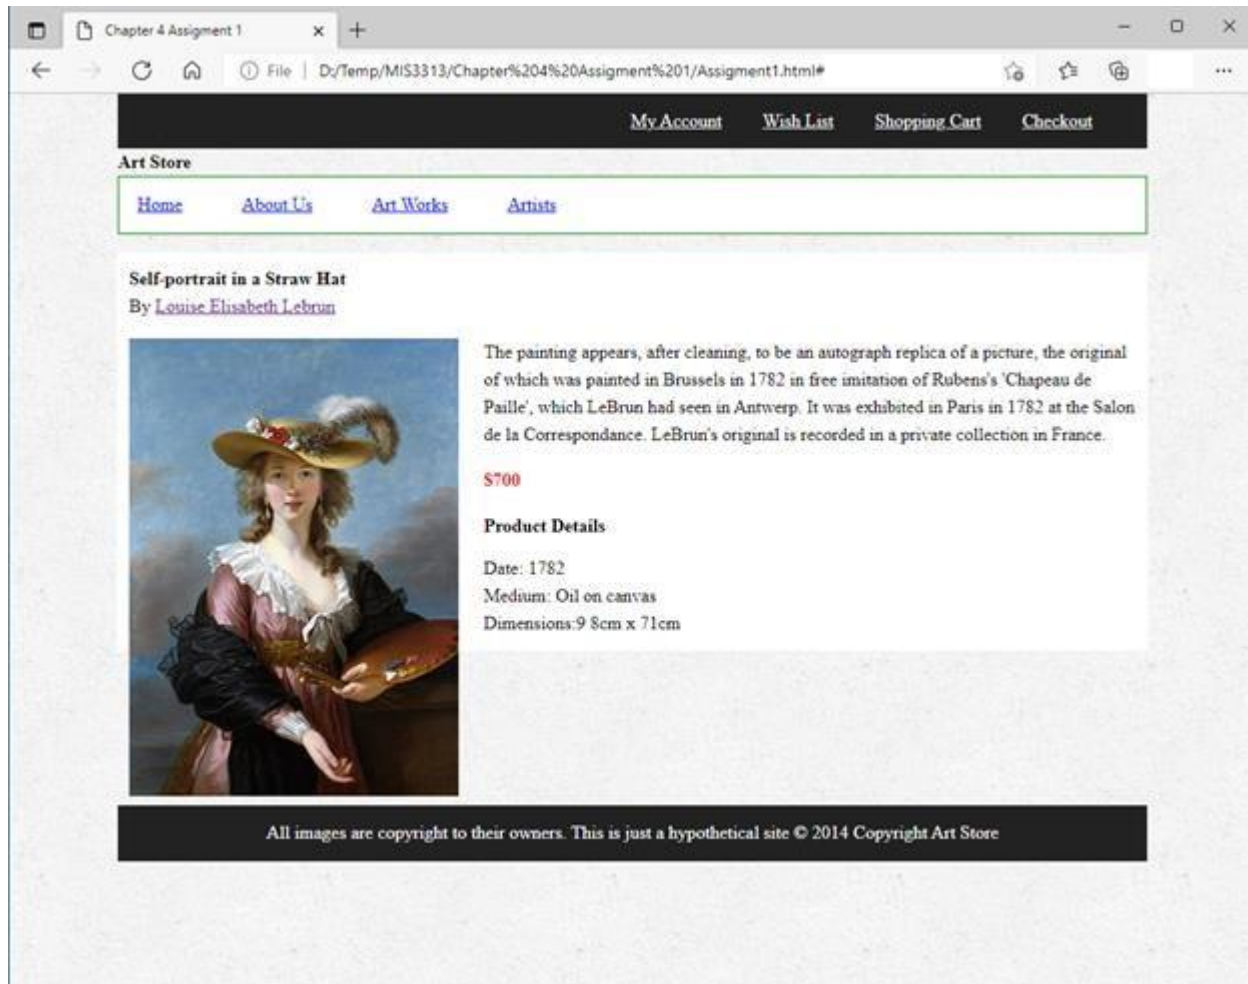 Chapter 4 Assigment 1
File | D:/Temp/MIS3313/Chapter%204%20Assigment%201/Assigment1.html#
My Account Wish List Shopping Cart Checkout
Art Store
Home About Us Art Works Artists
Self-portrait in a Straw Hat
By Louise Elisabeth Lebrun
The painting appears, after cleaning, to be an autograph replica of a picture, the original
of which was painted in Brussels in 1782 in free imitation of Rubens's 'Chapeau de
Paille', which LeBrun had seen in Antwerp. It was exhibited in Paris in 1782 at the Salon
de la Correspondance. LeBrun's original is recorded in a private collection in France.
$700
Product Details
Date: 1782
Medium: Oil on canvas
Dimensions:9 8cm x 71cm
All images are copyright to their owners. This is just a hypothetical site © 2014 Copyright Art Store